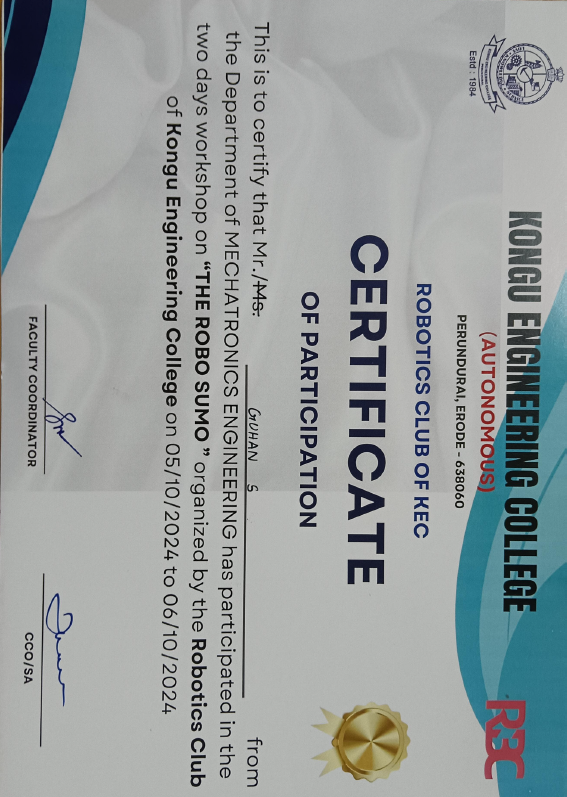 KONGU ENGINEERING COLLEGE
(AUTONOMOUS)
PERUNDURAI, ERODE - 638060
Estd : 1984
R3C
ROBOTICS CLUB OF KEC
CERTIFICATE
OF PARTICIPATION
This is to certify that Mr./Ms. GUHAN S from
the Department of MECHATRONICS ENGINEERING has participated in the
two days workshop on “THE ROBO SUMO ” organized by the Robotics Club
of Kongu Engineering College on 05/10/2024 to 06/10/2024
FACULTY COORDINATOR
CCO/SA